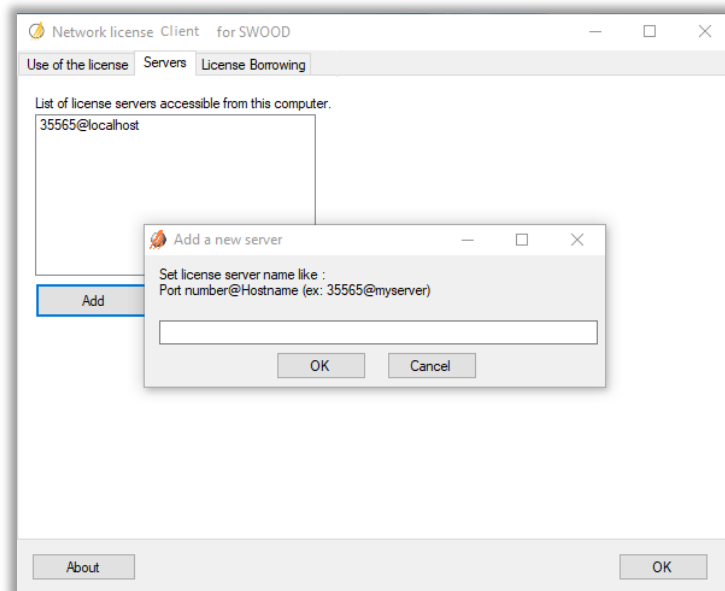 Network license Client for SWOOD
Use of the license Servers License Borrowing
List of license servers accessible from this computer.
35565@localhost
Add a new server
Set license server name like :
Port number@Hostname (ex: 35565@myserver)
Add
OK Cancel
About OK